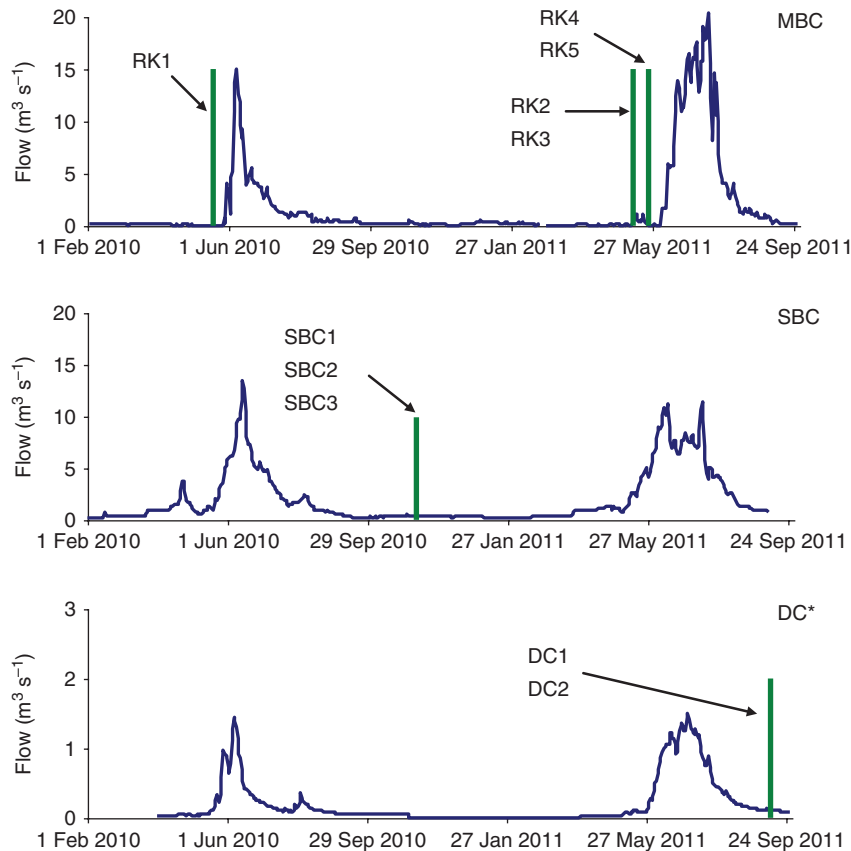 MBC
Flow (m³ s⁻¹)
20
15
10
5
0
RK1
RK4
RK5
RK2
RK3
1 Feb 2010
1 Jun 2010
29 Sep 2010
27 Jan 2011
27 May 2011
24 Sep 2011
SBC
Flow (m³ s⁻¹)
20
15
10
5
0
SBC1
SBC2
SBC3
1 Feb 2010
1 Jun 2010
29 Sep 2010
27 Jan 2011
27 May 2011
24 Sep 2011
DC*
Flow (m³ s⁻¹)
3
2
1
0
DC1
DC2
1 Feb 2010
1 Jun 2010
29 Sep 2010
27 Jan 2011
27 May 2011
24 Sep 2011